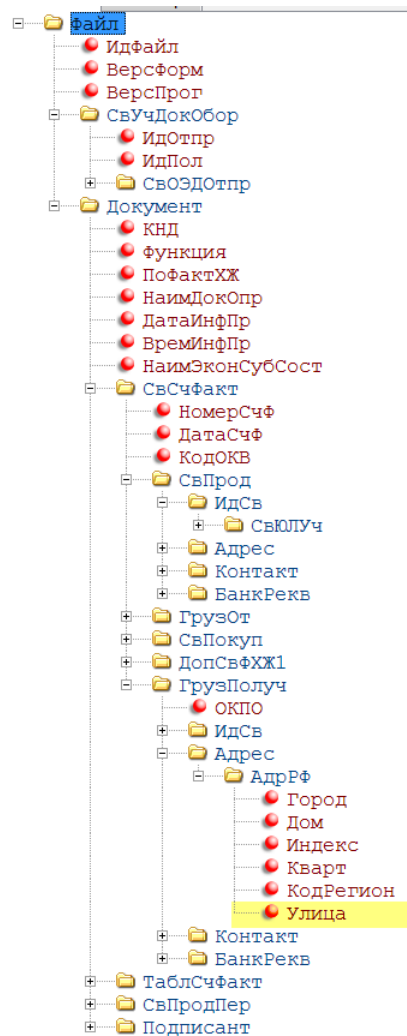 Файл
ИдФайл
ВерсФорм
ВерсПрог
СвУчДокОбор
ИдОтпр
ИдПол
СвОЭДОтпр
Документ
КНД
Функция
ПоФактХЖ
НаимДокОпр
ДатаИнфПр
ВремИнфПр
НаимЭконСубСост
СвСчФакт
НомерСчФ
ДатаСчФ
КодОКВ
СвПрод
ИдСв
СвЮЛУч
Адрес
Контакт
БанкРекв
ГрузОт
СвПокуп
ДопСвФХЖ1
ГрузПолуч
ОКПО
ИдСв
Адрес
АдрРФ
Город
Дом
Индекс
Кварт
КодРегион
Улица
Контакт
БанкРекв
ТаблСчФакт
СвПродПер
Подписант